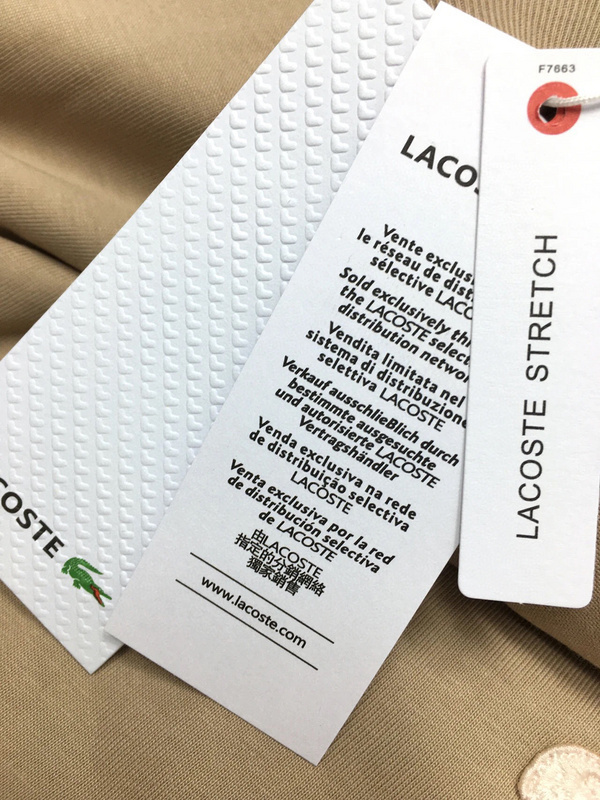 LACOS
Vente exclus
le réseau de dist
sélective LACO
Sold exclusively thr
the LACOSTE select
distribution networ
Vendita limitata nel
sistema di distribuzione
selettiva LACOSTE
Verkauf ausschließlich durch
bestimmte ausgesuchte
und autorisierte LACOSTE
Vertragshändler
Venda exclusiva na rede
de distribuição selectiva
LACOSTE
Venta exclusiva por la red
de distribución selectiva
de LACOSTE
由LACOSTE
指定的分銷網絡
獨家銷售
www.lacoste.com
COSTE
F7663
LACOSTE STRETCH